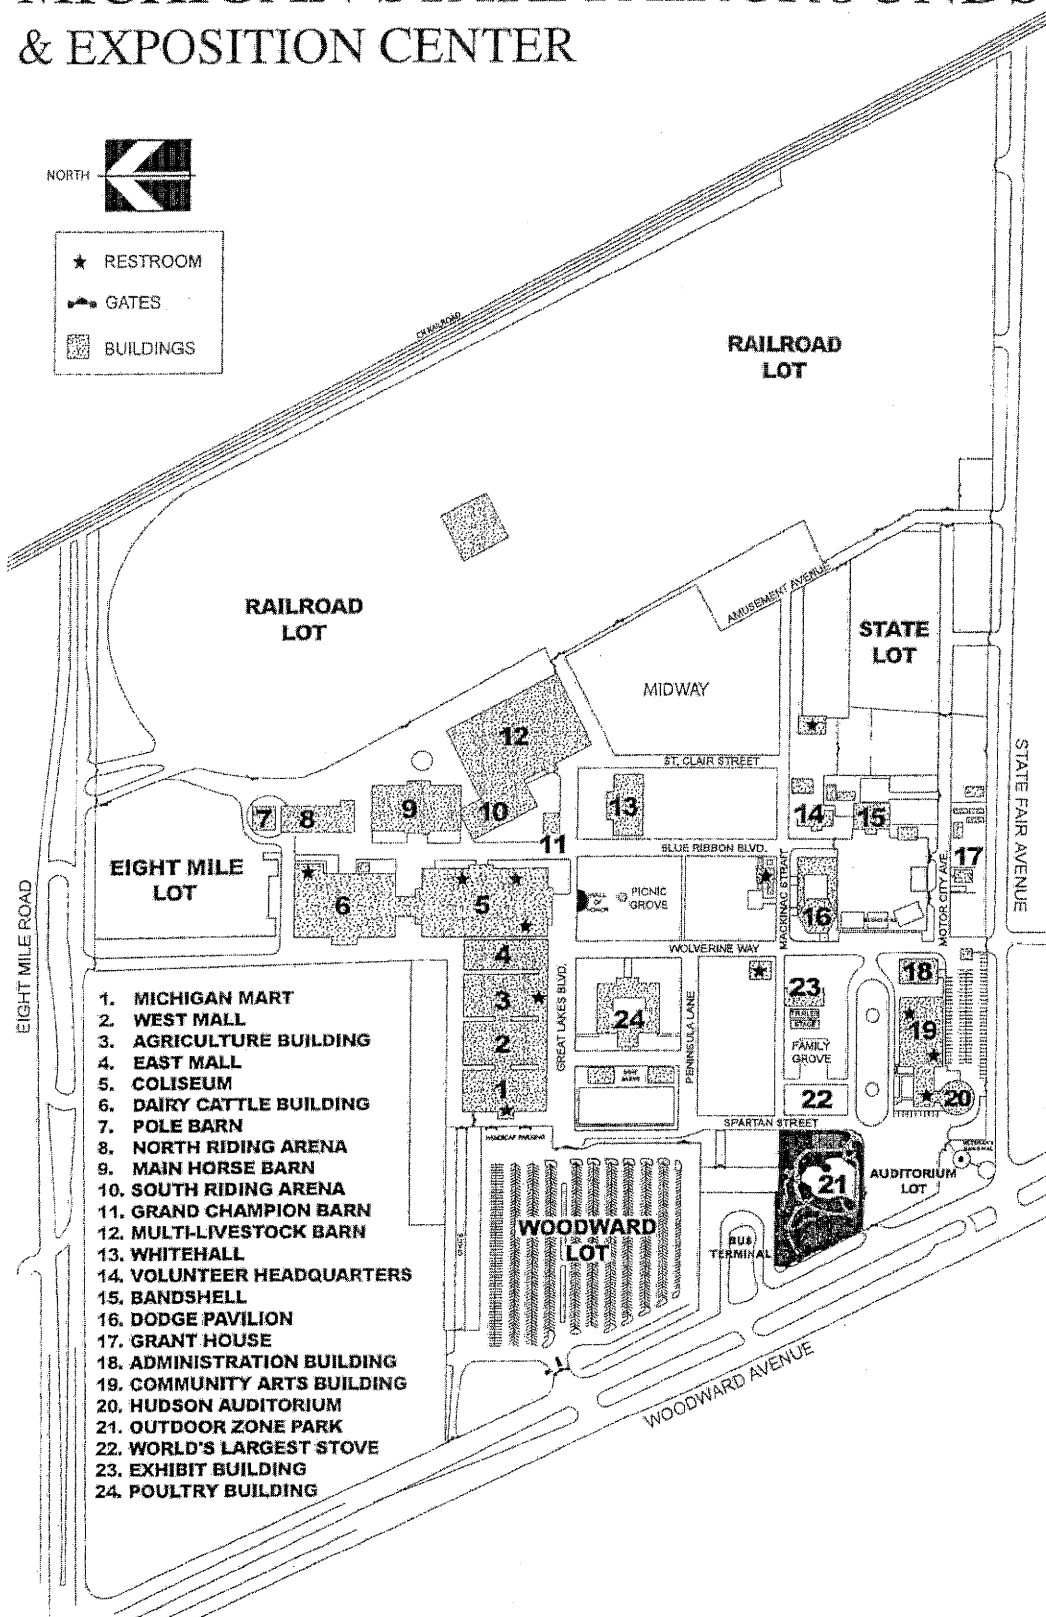 & EXPOSITION CENTER
NORTH
RESTROOM
GATES
BUILDINGS
CN RAILROAD
RAILROAD
LOT
RAILROAD
LOT
AMUSEMENT AVENUE
STATE
LOT
MIDWAY
12
ST. CLAIR STREET
STATE FAIR AVENUE
7
8
9
10
13
14
15
11
BLUE RIBBON BLVD.
17
EIGHT MILE
LOT
EIGHT MILE ROAD
6
5
PICNIC
GROVE
MACKINAC STRAIT
16
MOTOR CITY AVE
4
WOLVERINE WAY
3
2
1
GREAT LAKES BLVD.
24
PENINSULA LANE
23
FAMILY
GROVE
22
18
19
20
SPARTAN STREET
HANDICAP PARKING
21
AUDITORIUM
LOT
WOODWARD
LOT
BUS
TERMINAL
WOODWARD AVENUE
1. MICHIGAN MART
2. WEST MALL
3. AGRICULTURE BUILDING
4. EAST MALL
5. COLISEUM
6. DAIRY CATTLE BUILDING
7. POLE BARN
8. NORTH RIDING ARENA
9. MAIN HORSE BARN
10. SOUTH RIDING ARENA
11. GRAND CHAMPION BARN
12. MULTI-LIVESTOCK BARN
13. WHITEHALL
14. VOLUNTEER HEADQUARTERS
15. BANDSHELL
16. DODGE PAVILION
17. GRANT HOUSE
18. ADMINISTRATION BUILDING
19. COMMUNITY ARTS BUILDING
20. HUDSON AUDITORIUM
21. OUTDOOR ZONE PARK
22. WORLD'S LARGEST STOVE
23. EXHIBIT BUILDING
24. POULTRY BUILDING